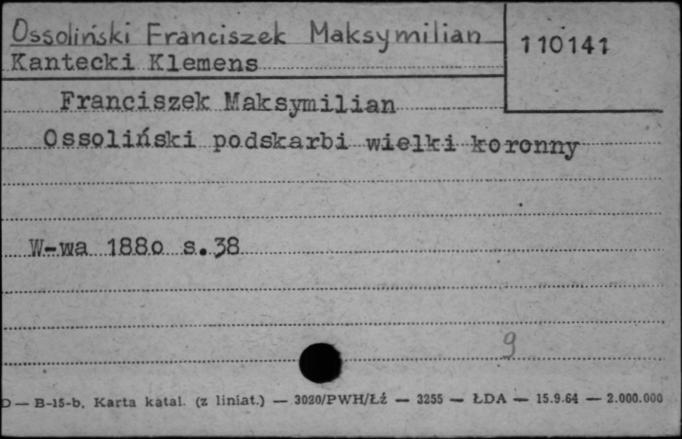 Ossoliński Franciszek Maksymilian
110141
Kantecki Klemens
Franciszek Maksymilian
Ossoliński podskarbi wielki koronny
W-wa 1880 s.38
9
D — B-15-b. Karta katal. (z liniat.) — 3020/PWH/Łź — 3255 — ŁDA — 15.9.64 — 2.000.000